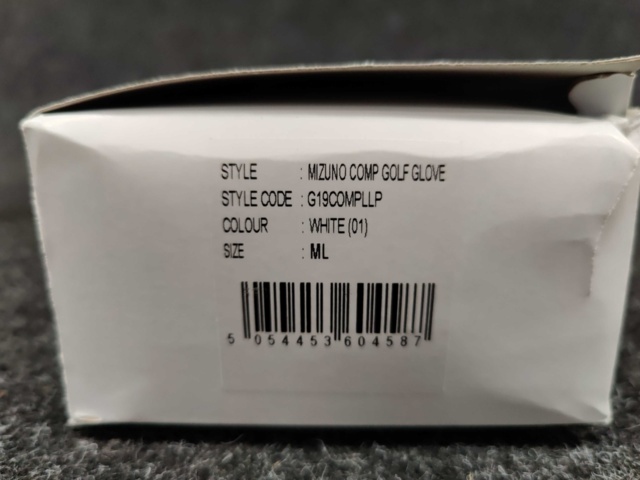 STYLE : MIZUNO COMP GOLF GLOVE
STYLE CODE : G19COMPLLP
COLOUR : WHITE (01)
SIZE : ML
5 054453 604587